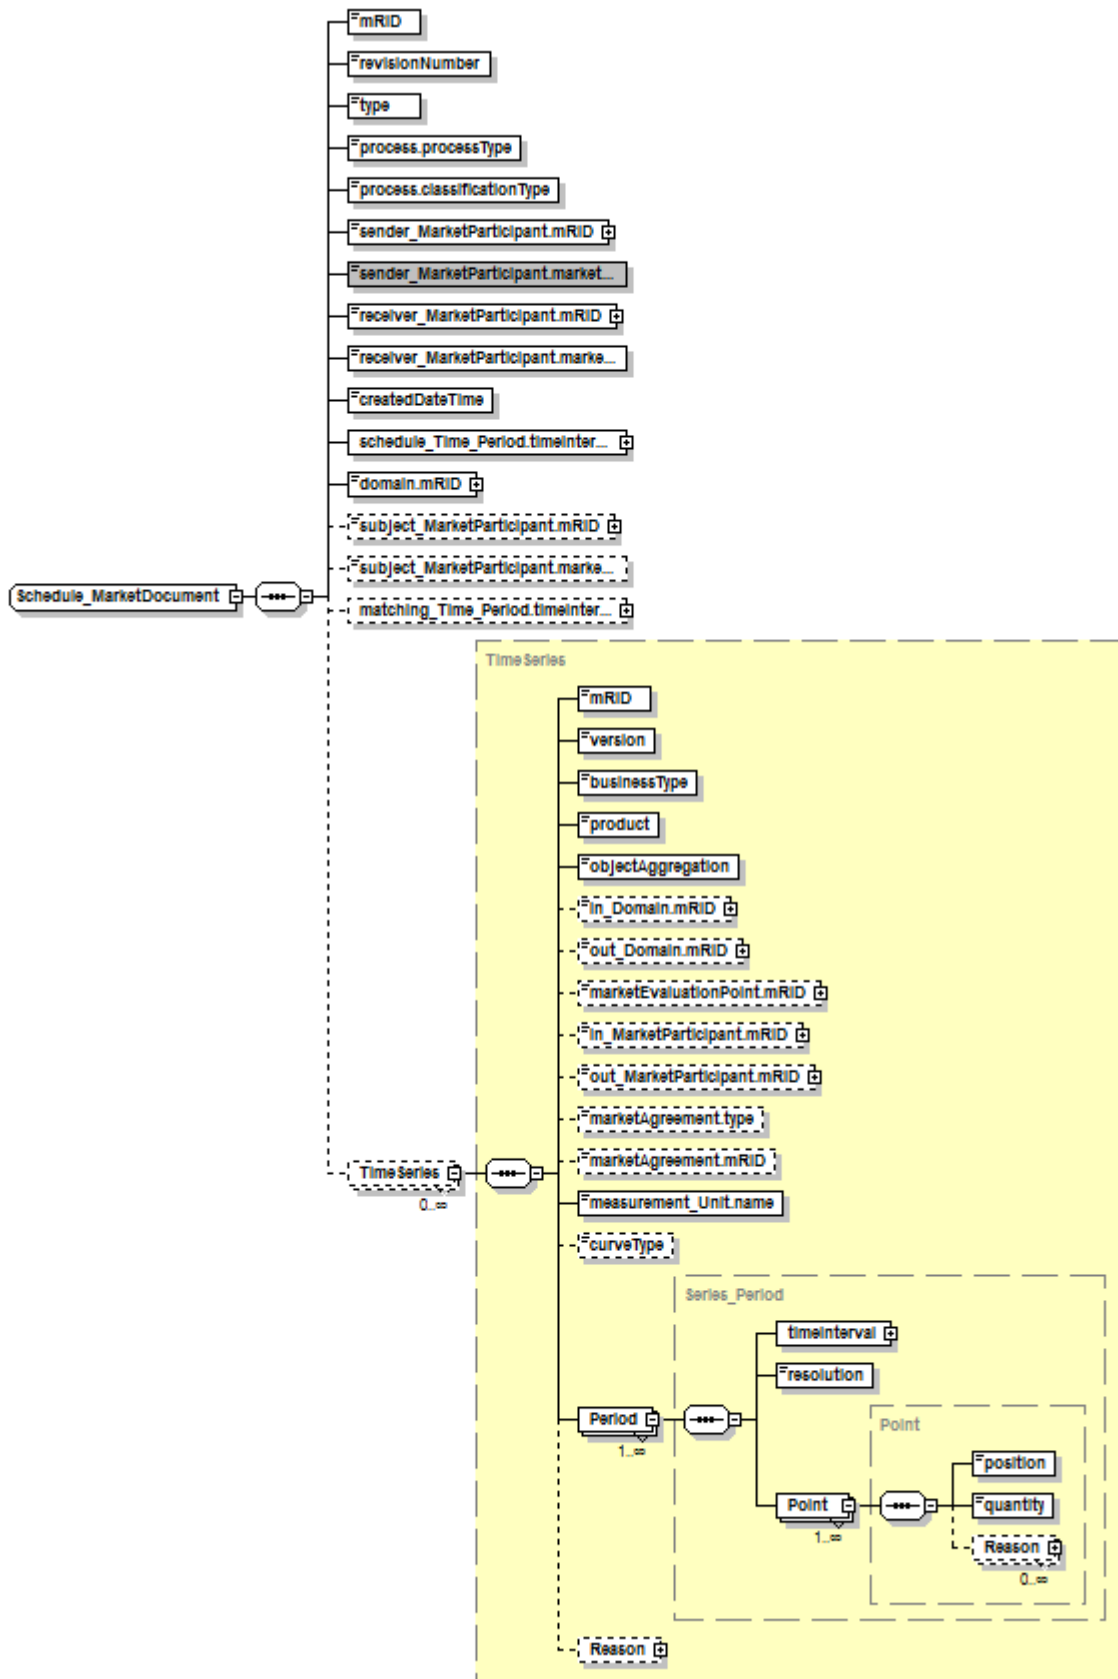 mRID
revisionNumber
type
process.processType
process.classificationType
sender_MarketParticipant.mRID
sender_MarketParticipant.market...
receiver_MarketParticipant.mRID
receiver_MarketParticipant.marke...
createdDateTime
schedule_Time_Period.timeInter...
domain.mRID
subject_MarketParticipant.mRID
subject_MarketParticipant.marke...
Schedule_MarketDocument
matching_Time_Period.timeInter...
TimeSeries
mRID
version
businessType
product
objectAggregation
in_Domain.mRID
out_Domain.mRID
marketEvaluationPoint.mRID
in_MarketParticipant.mRID
out_MarketParticipant.mRID
marketAgreement.type
marketAgreement.mRID
TimeSeries
0..∞
measurement_Unit.name
curveType
Series_Period
timeInterval
resolution
Period
1..∞
Point
position
Point
1..∞
quantity
Reason
0..∞
Reason